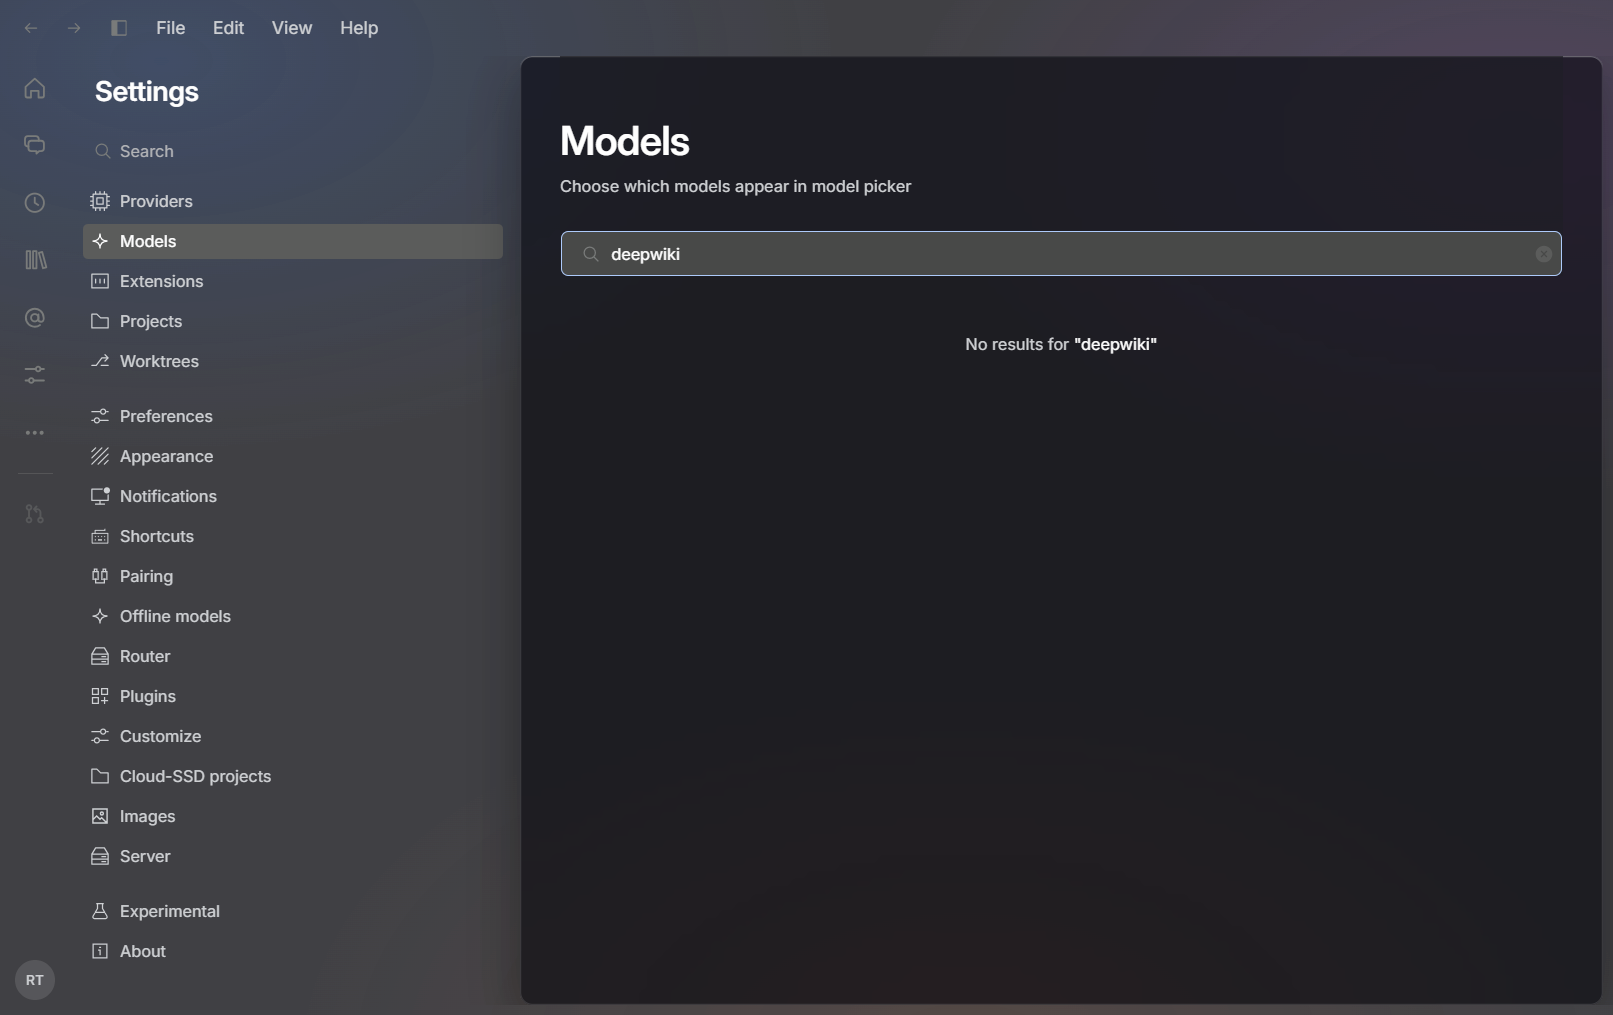 File Edit View Help
Settings
Search
Providers
Models
Extensions
Projects
Worktrees
Preferences
Appearance
Notifications
Shortcuts
Pairing
Offline models
Router
Plugins
Customize
Cloud-SSD projects
Images
Server
Experimental
About
RT
Models
Choose which models appear in model picker
deepwiki
No results for "deepwiki"